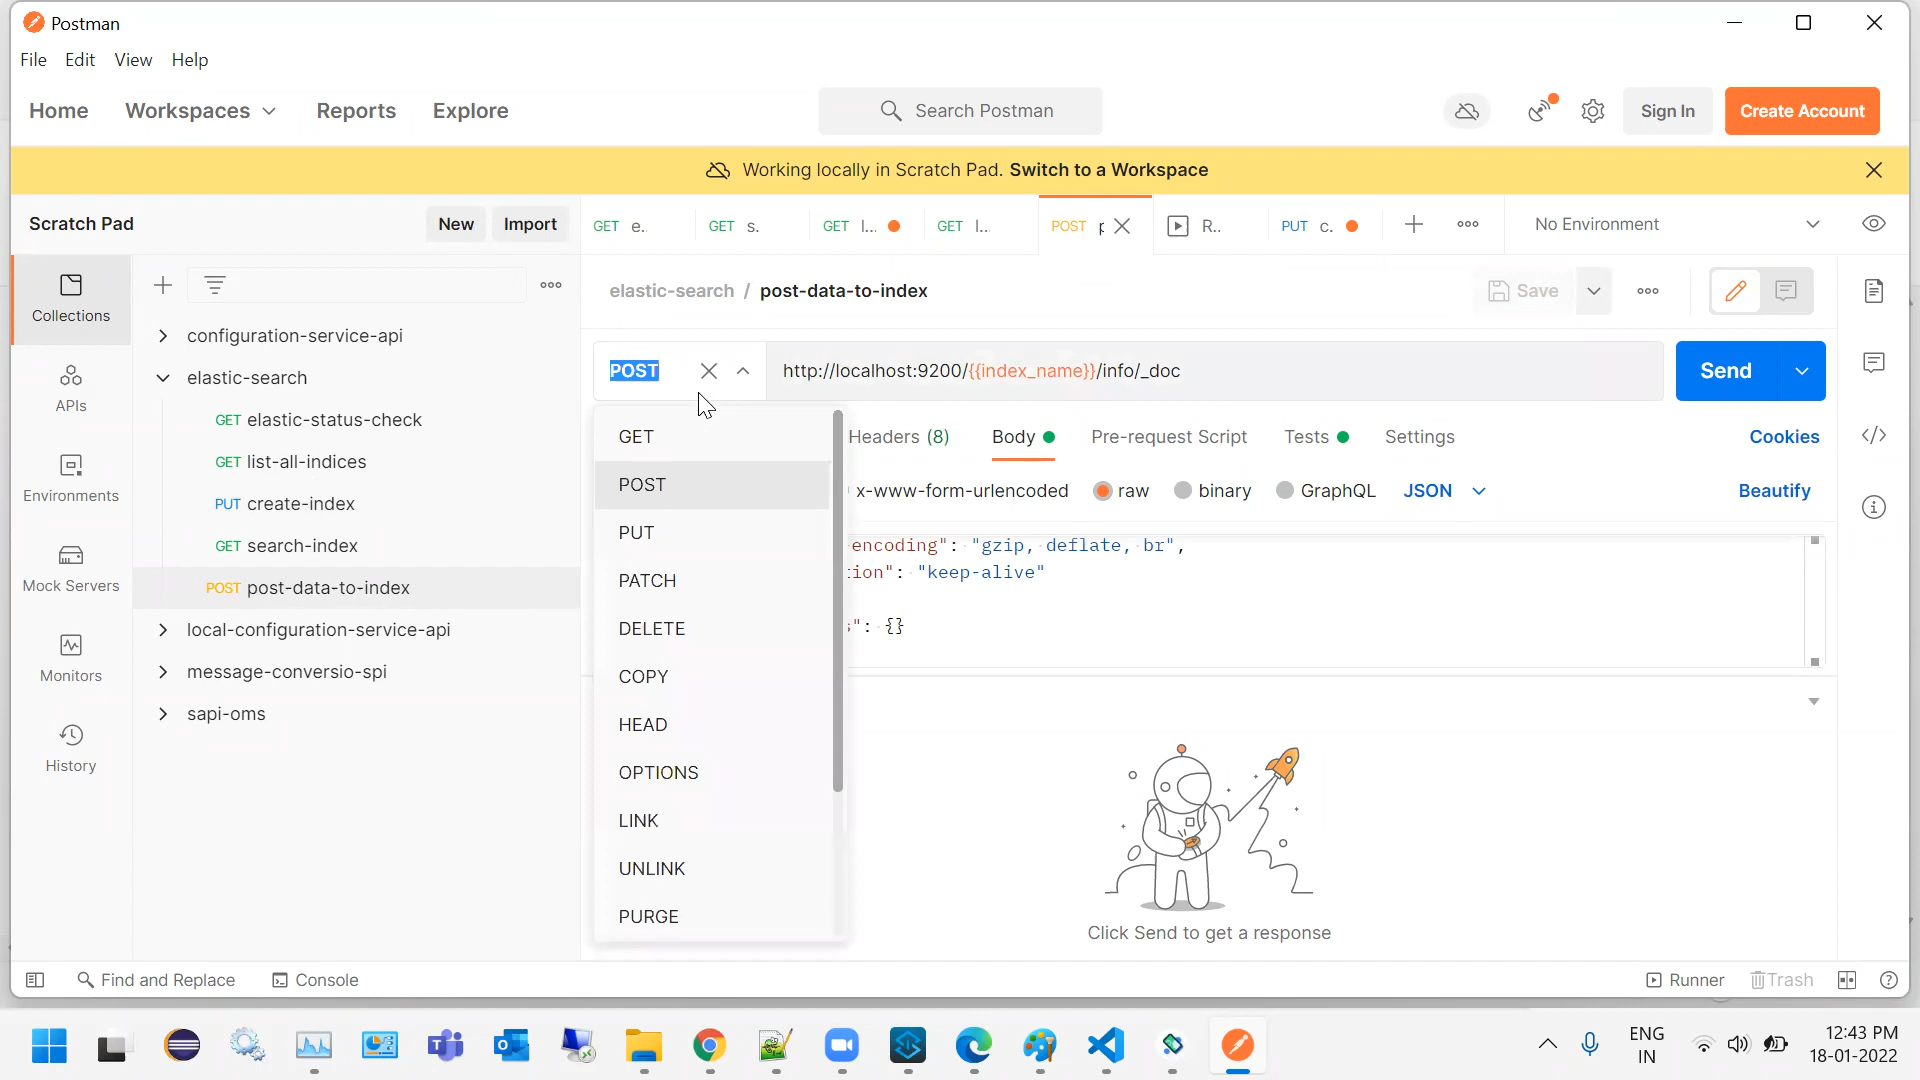 Postman
File Edit View Help
Home Workspaces Reports Explore Search Postman Sign In Create Account
Working locally in Scratch Pad. Switch to a Workspace
Scratch Pad New Import GET e.. GET s. GET l... GET l... POST p PUT c. R.. No Environment
Collections
APIs
Environments
Mock Servers
Monitors
History
configuration-service-api
elastic-search
GET elastic-status-check
GET list-all-indices
PUT create-index
GET search-index
POST post-data-to-index
local-configuration-service-api
message-conversio-spi
sapi-oms
elastic-search / post-data-to-index Save
POST http://localhost:9200/{{index_name}}/info/_doc Send
GET
POST
PUT
PATCH
DELETE
COPY
HEAD
OPTIONS
LINK
UNLINK
PURGE
Headers (8) Body Pre-request Script Tests Settings Cookies
x-www-form-urlencoded raw binary GraphQL JSON Beautify
encoding": "gzip, deflate, br",
ion": "keep-alive"
": {}
Click Send to get a response
Find and Replace Console Runner Trash
ENG
IN
12:43 PM
18-01-2022